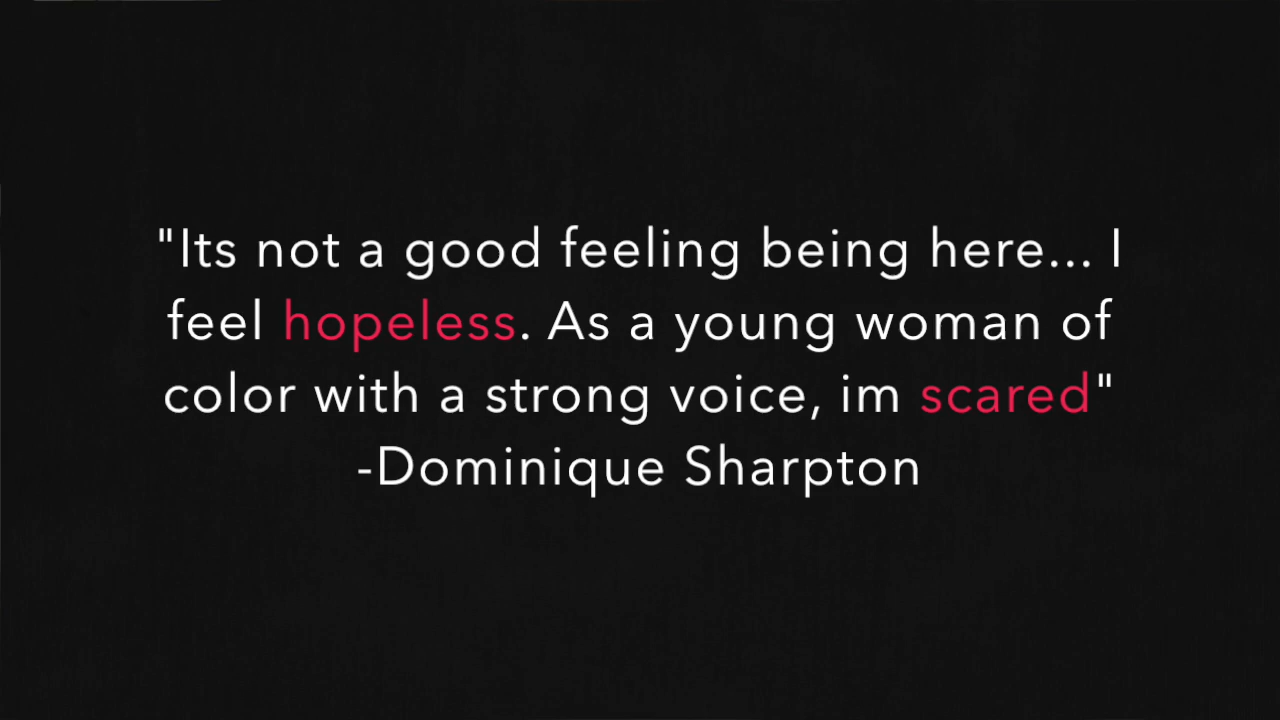 "Its not a good feeling being here... I
feel hopeless. As a young woman of
color with a strong voice, im scared"
-Dominique Sharpton